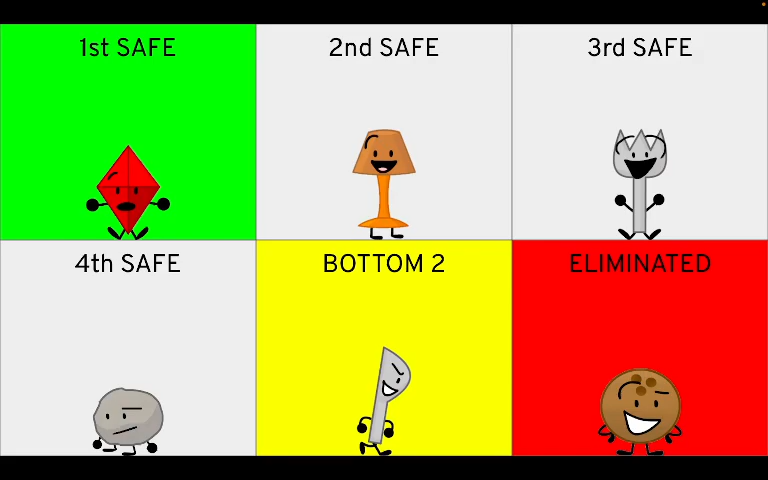 1st SAFE
2nd SAFE
3rd SAFE
4th SAFE
BOTTOM 2
ELIMINATED